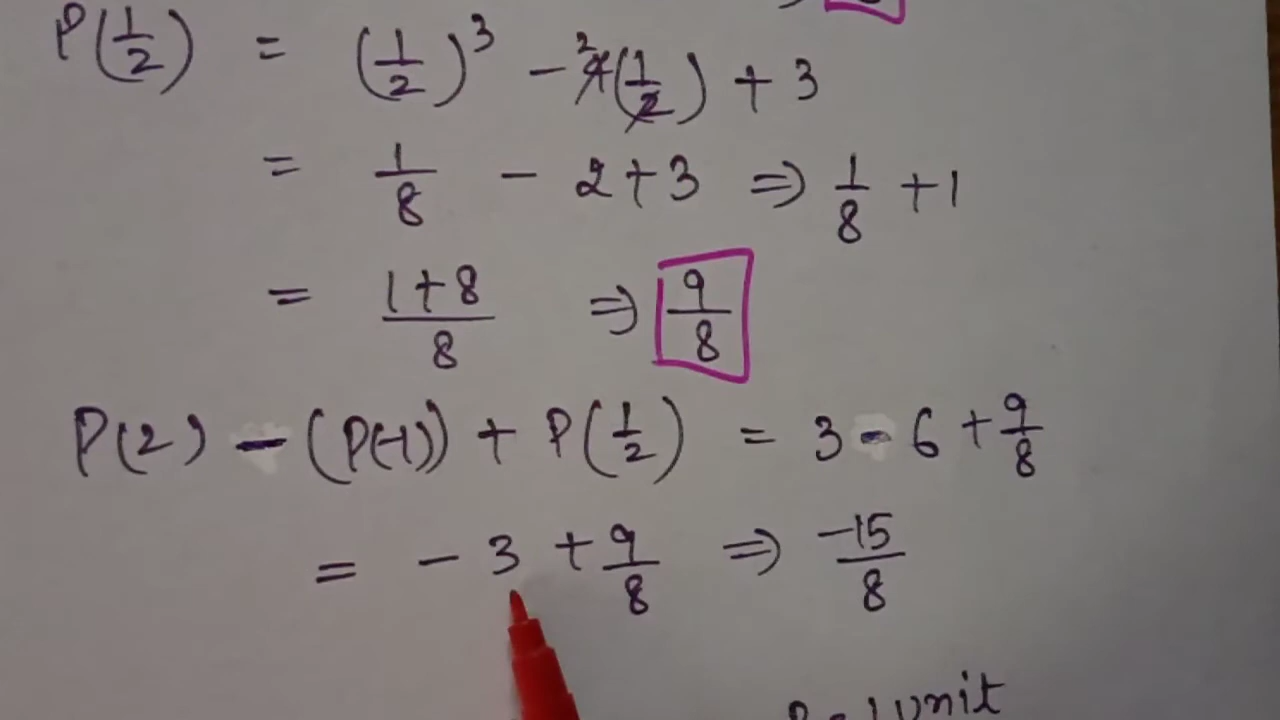 P(1/2) = (1/2)³ - ²4(1/2) + 3
= 1/8 - 2+3 ⇒ 1/8 +1
= 1+8/8 ⇒ 9/8
P(2) - (P(-1)) + P(1/2) = 3 - 6 + 9/8
= - 3 + 9/8 ⇒ -15/8
unit